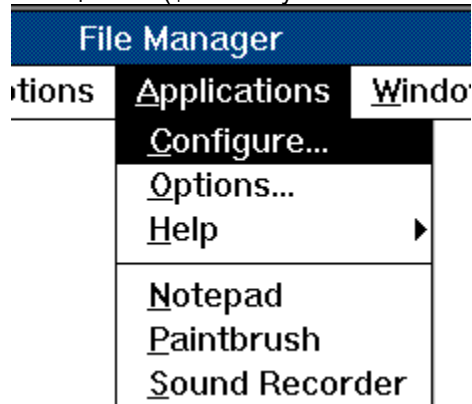 File Manager
Applications
Configure...
Options...
Help
Notepad
Paintbrush
Sound Recorder